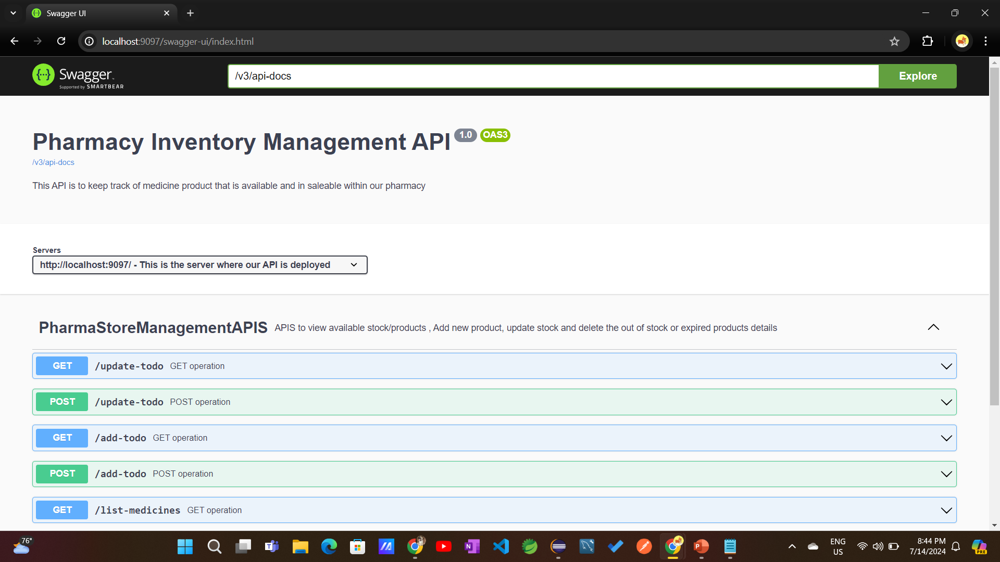 Swagger UI
localhost:9097/swagger-ui/index.html
{···} Swagger™
Supported by SMARTBEAR
/v3/api-docs
Explore
Pharmacy Inventory Management API 1.0 OAS3
/v3/api-docs
This API is to keep track of medicine product that is available and in saleable within our pharmacy
Servers
http://localhost:9097/ - This is the server where our API is deployed
PharmaStoreManagementAPIS APIS to view available stock/products , Add new product, update stock and delete the out of stock or expired products details
GET /update-todo GET operation
POST /update-todo POST operation
GET /add-todo GET operation
POST /add-todo POST operation
GET /list-medicines GET operation
76°
ENG
US
8:44 PM
7/14/2024
PRE